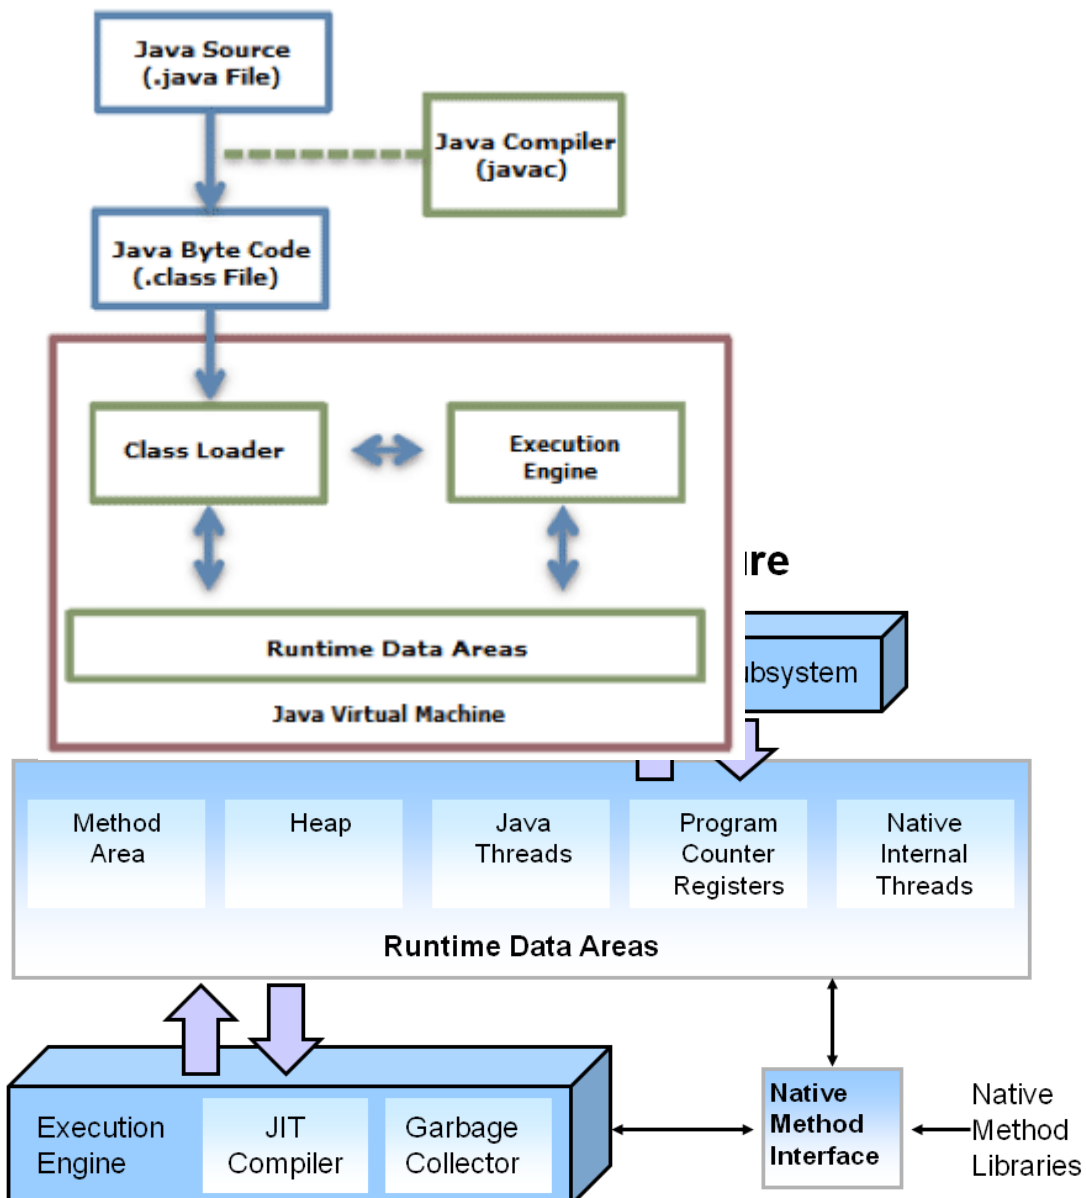 Java Source
(.java File)
Java Compiler
(javac)
Java Byte Code
(.class File)
Class Loader
Execution
Engine
Runtime Data Areas
Java Virtual Machine
Method
Area
Heap
Java
Threads
Program
Counter
Registers
Native
Internal
Threads
Runtime Data Areas
Execution
Engine
JIT
Compiler
Garbage
Collector
Native
Method
Interface
Native
Method
Libraries